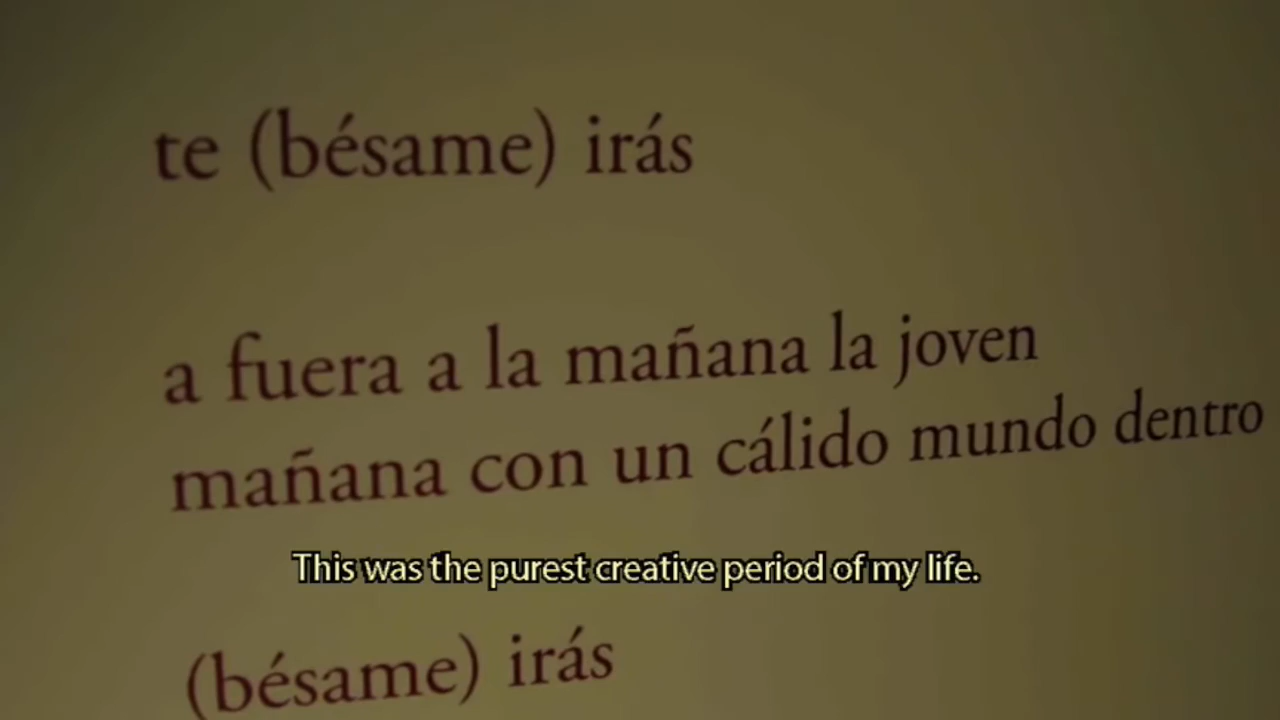 te (bésame) irás
a fuera a la mañana la joven
mañana con un cálido mundo dentro
This was the purest creative period of my life.
(bésame) irás